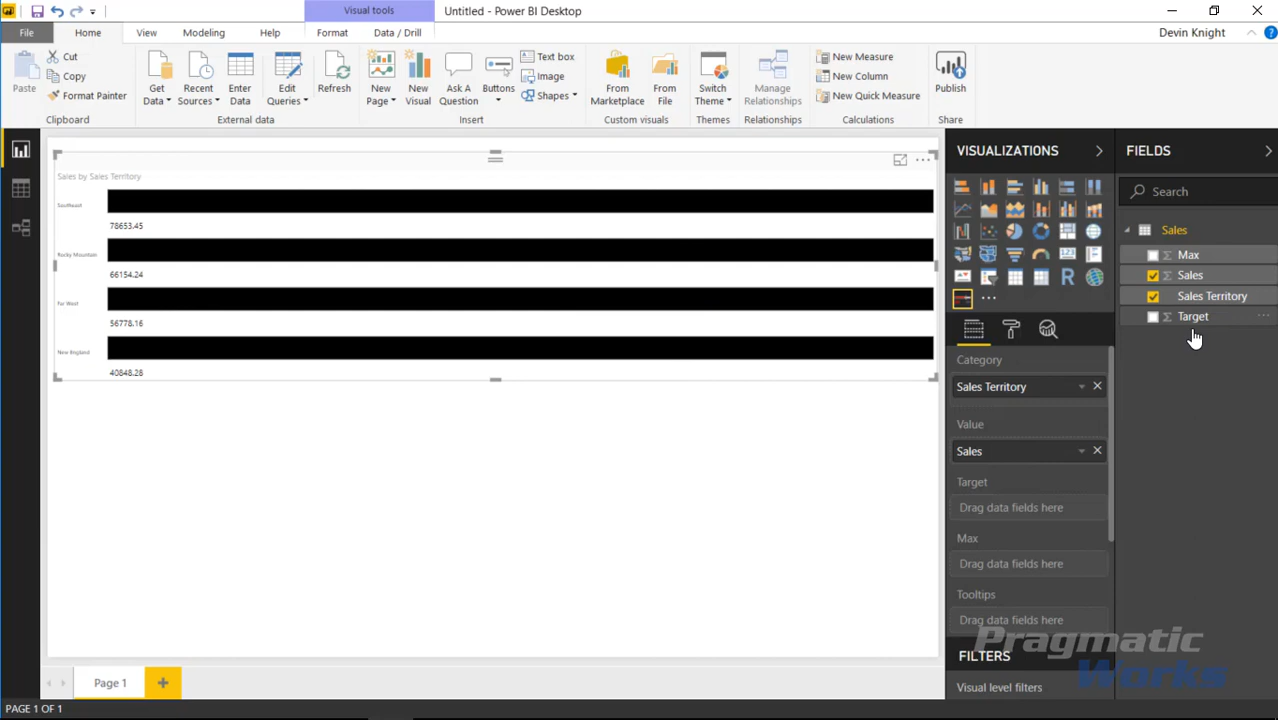 Visual tools
Untitled - Power BI Desktop
File
Home
View
Modeling
Help
Format
Data / Drill
Devin Knight
Paste
Cut
Copy
Format Painter
Clipboard
Get Data
Recent Sources
Enter Data
Edit Queries
Refresh
External data
New Page
New Visual
Ask A Question
Buttons
Text box
Image
Shapes
Insert
From Marketplace
From File
Custom visuals
Switch Theme
Themes
Manage Relationships
Relationships
New Measure
New Column
New Quick Measure
Calculations
Publish
Share
Sales by Sales Territory
Southeast
78653.45
Rocky Mountain
66154.24
Far West
56778.16
New England
40848.28
VISUALIZATIONS
R
123
Category
Sales Territory
Value
Sales
Target
Drag data fields here
Max
Drag data fields here
Tooltips
Drag data fields here
FILTERS
Visual level filters
FIELDS
Search
Sales
Σ Max
Σ Sales
Sales Territory
Σ Target
Pragmatic
Works
Page 1
PAGE 1 OF 1